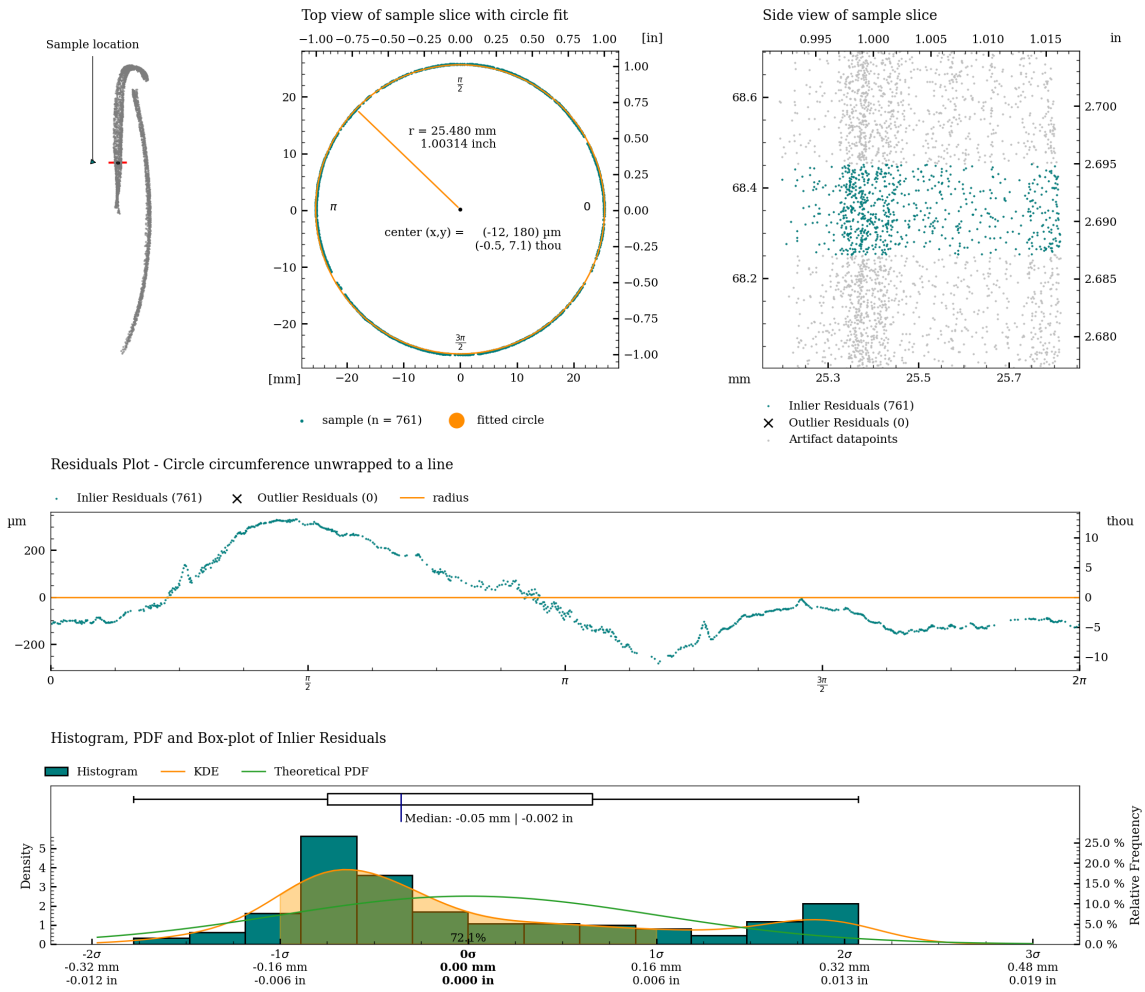 Sample location
Top view of sample slice with circle fit
−1.00 −0.75 −0.50 −0.25 0.00 0.25 0.50 0.75 1.00 [in]
20
10
0
−10
−20
1.00
0.75
0.50
0.25
0.00
−0.25
−0.50
−0.75
−1.00
π/2
r = 25.480 mm
1.00314 inch
π 0
center (x,y) = (-12, 180) μm
(-0.5, 7.1) thou
3π/2
[mm] −20 −10 0 10 20
sample (n = 761) fitted circle
Side view of sample slice
0.995 1.000 1.005 1.010 1.015 in
68.6
68.4
68.2
2.700
2.695
2.690
2.685
2.680
mm 25.3 25.5 25.7
Inlier Residuals (761)
Outlier Residuals (0)
Artifact datapoints
Residuals Plot - Circle circumference unwrapped to a line
Inlier Residuals (761) Outlier Residuals (0) radius
μm thou
200
0
−200
10
5
0
−5
−10
0 π/2 π 3π/2 2π
Histogram, PDF and Box-plot of Inlier Residuals
Histogram KDE Theoretical PDF
Median: -0.05 mm | -0.002 in
Density
5
4
3
2
1
0
25.0 %
20.0 %
15.0 %
10.0 %
5.0 %
0.0 %
Relative Frequency
72.1%
-2σ -1σ 0σ 1σ 2σ 3σ
-0.32 mm -0.16 mm 0.00 mm 0.16 mm 0.32 mm 0.48 mm
-0.012 in -0.006 in 0.000 in 0.006 in 0.013 in 0.019 in